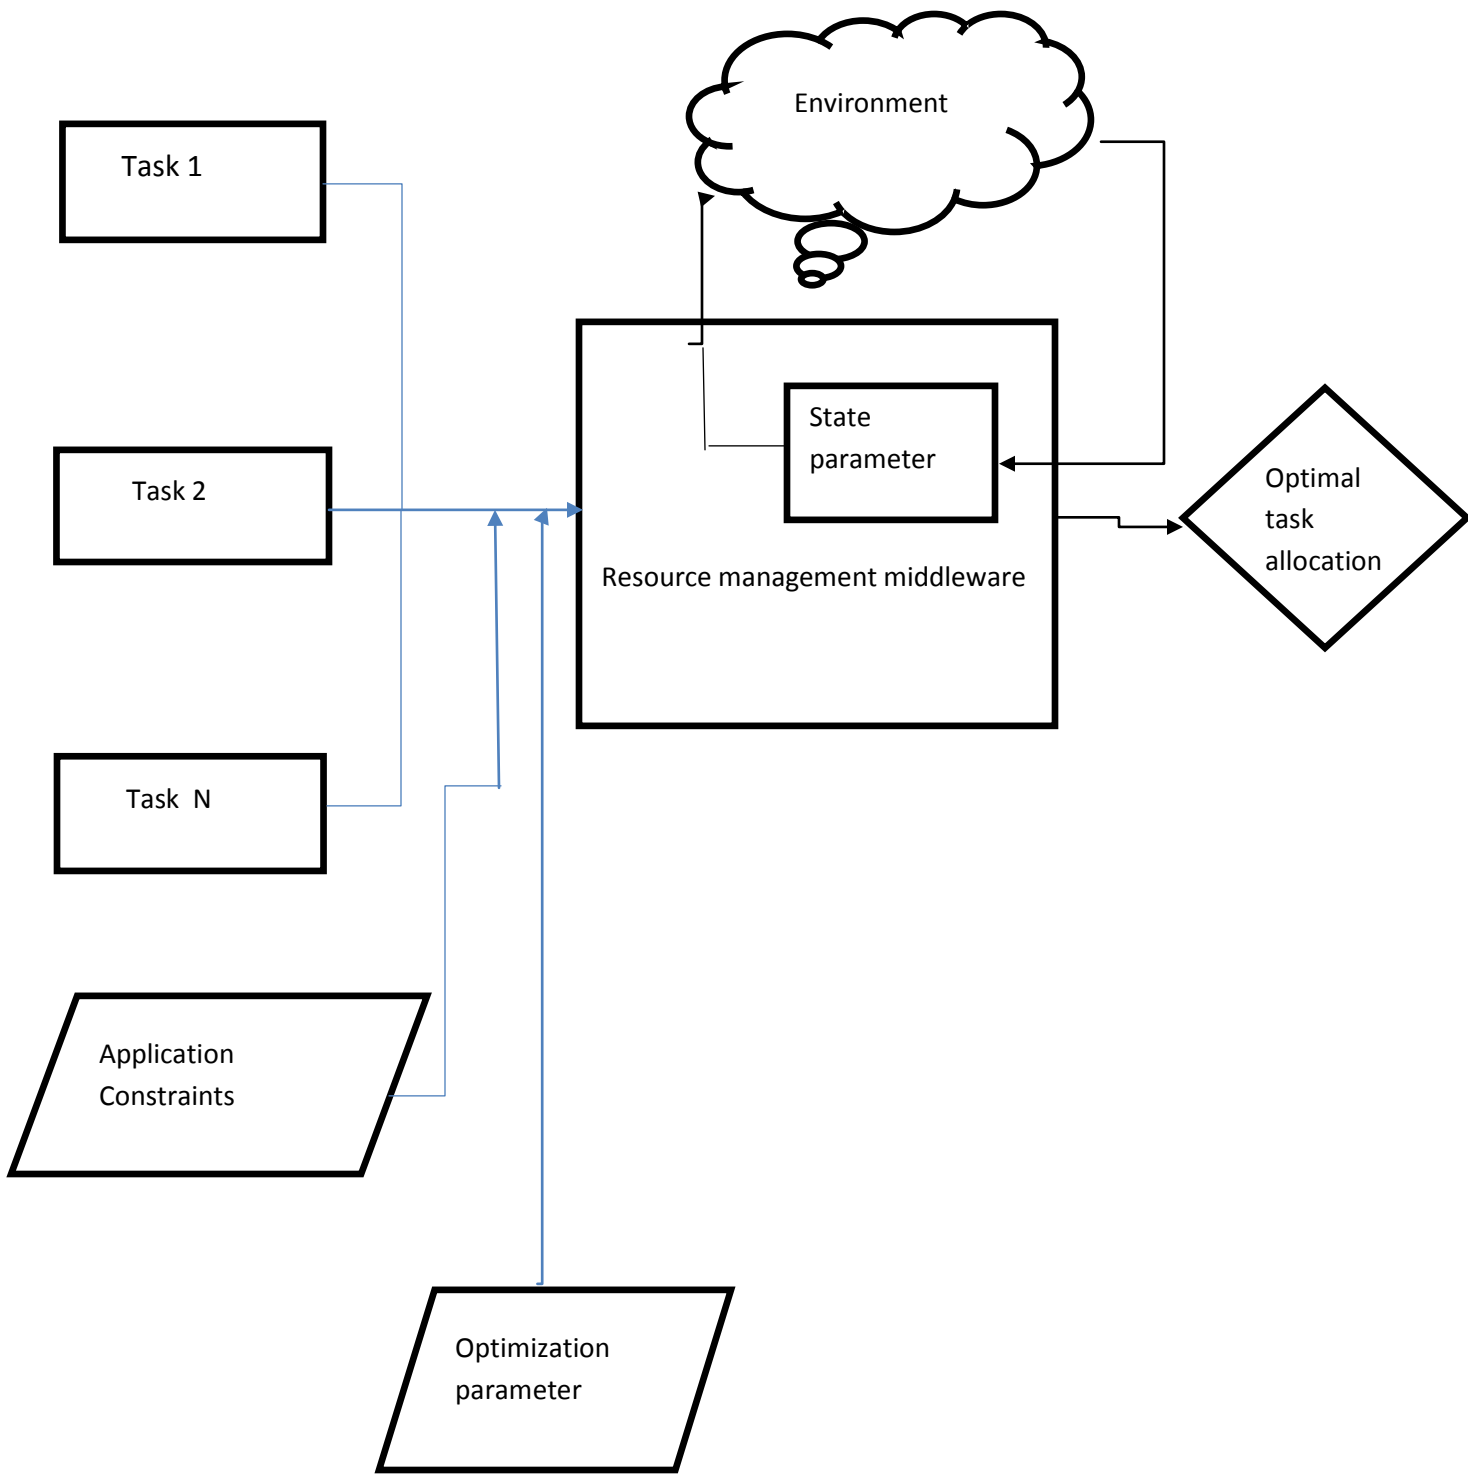 Environment
Task 1
State
parameter
Optimal
task
allocation
Task 2
Resource management middleware
Task  N
Application
Constraints
Optimization
parameter